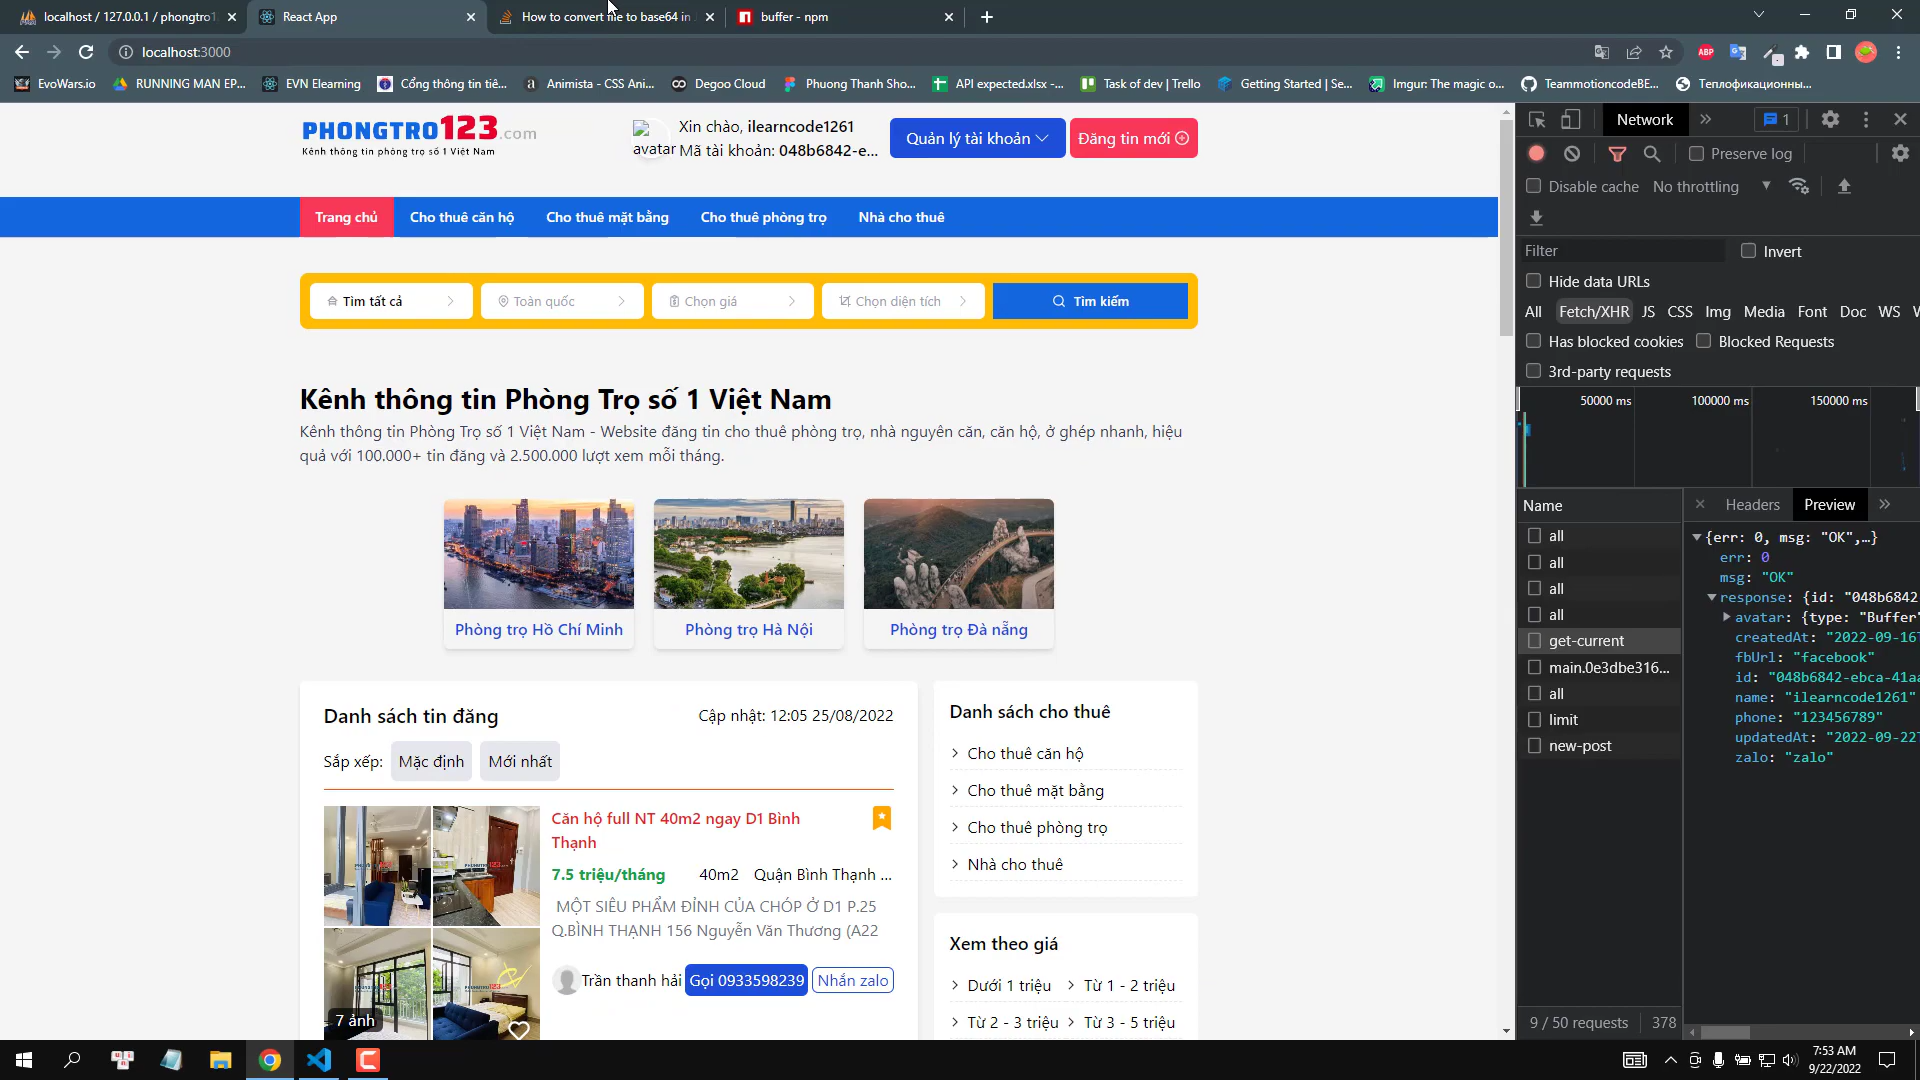 localhost / 127.0.0.1 / phongtro1
React App
How to convert file to base64 in
buffer - npm
localhost:3000
EvoWars.io
RUNNING MAN EP...
EVN Elearning
Cổng thông tin tiê...
Animista - CSS Ani...
Degoo Cloud
Phuong Thanh Sho...
API expected.xlsx -...
Task of dev | Trello
Getting Started | Se...
Imgur: The magic o...
TeammotioncodeBE...
Теплофикационны...
PHONGTRO123.com
Kênh thông tin phòng trọ số 1 Việt Nam
avatar
Xin chào, ilearncode1261
Mã tài khoản: 048b6842-e...
Quản lý tài khoản
Đăng tin mới
Trang chủ
Cho thuê căn hộ
Cho thuê mặt bằng
Cho thuê phòng trọ
Nhà cho thuê
Tìm tất cả
Toàn quốc
Chọn giá
Chọn diện tích
Tìm kiếm
Kênh thông tin Phòng Trọ số 1 Việt Nam
Kênh thông tin Phòng Trọ số 1 Việt Nam - Website đăng tin cho thuê phòng trọ, nhà nguyên căn, căn hộ, ở ghép nhanh, hiệu
quả với 100.000+ tin đăng và 2.500.000 lượt xem mỗi tháng.
Phòng trọ Hồ Chí Minh
Phòng trọ Hà Nội
Phòng trọ Đà nẵng
Danh sách tin đăng
Cập nhật: 12:05 25/08/2022
Sắp xếp:
Mặc định
Mới nhất
Căn hộ full NT 40m2 ngay D1 Bình
Thạnh
7.5 triệu/tháng
40m2
Quận Bình Thạnh ...
MỘT SIÊU PHẨM ĐỈNH CỦA CHÓP Ở D1 P.25
Q.BÌNH THẠNH 156 Nguyễn Văn Thương (A22
Trần thanh hải
Gọi 0933598239
Nhắn zalo
7 ảnh
Danh sách cho thuê
Cho thuê căn hộ
Cho thuê mặt bằng
Cho thuê phòng trọ
Nhà cho thuê
Xem theo giá
Dưới 1 triệu
Từ 1 - 2 triệu
Từ 2 - 3 triệu
Từ 3 - 5 triệu
Network
1
Preserve log
Disable cache
No throttling
Filter
Invert
Hide data URLs
All
Fetch/XHR
JS
CSS
Img
Media
Font
Doc
WS
Has blocked cookies
Blocked Requests
3rd-party requests
50000 ms
100000 ms
150000 ms
Name
all
all
all
all
get-current
main.0e3dbe316...
all
limit
new-post
9 / 50 requests
378
Headers
Preview
{err: 0, msg: "OK",…}
err: 0
msg: "OK"
response: {id: "048b6842
avatar: {type: "Buffer"
createdAt: "2022-09-16T
fbUrl: "facebook"
id: "048b6842-ebca-41aa
name: "ilearncode1261"
phone: "123456789"
updatedAt: "2022-09-22T
zalo: "zalo"
7:53 AM
9/22/2022